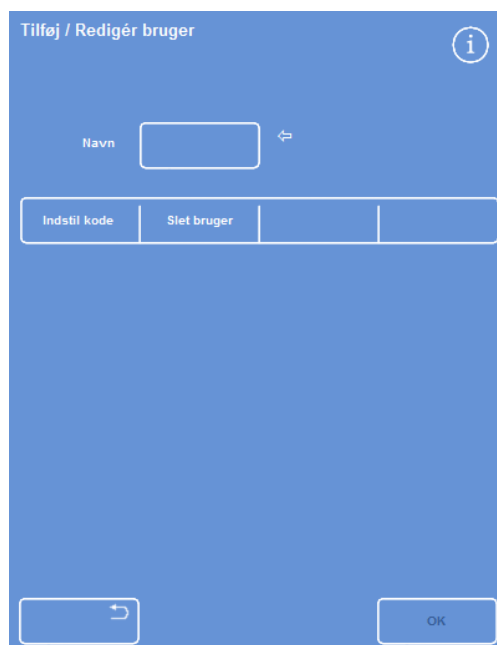 Tilføj / Redigér bruger
i
Navn
Indstil kode Slet bruger
OK